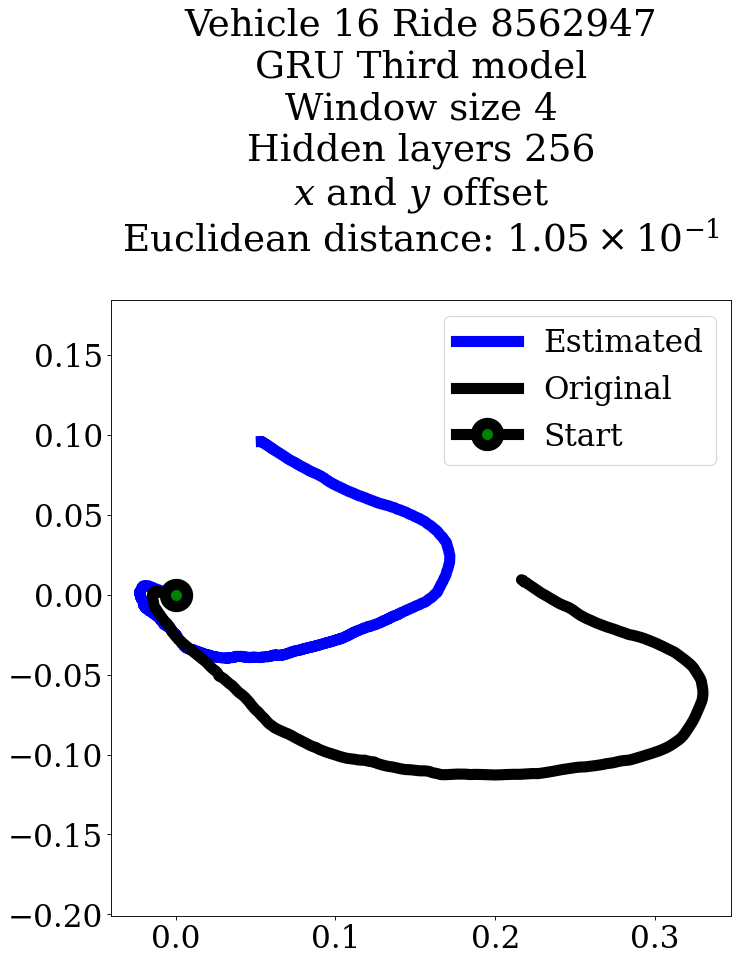 Vehicle 16 Ride 8562947
GRU Third model
Window size 4
Hidden layers 256
x and y offset
Euclidean distance: 1.05 × 10⁻¹
Estimated
Original
Start
0.15
0.10
0.05
0.00
−0.05
−0.10
−0.15
−0.20
0.0 0.1 0.2 0.3